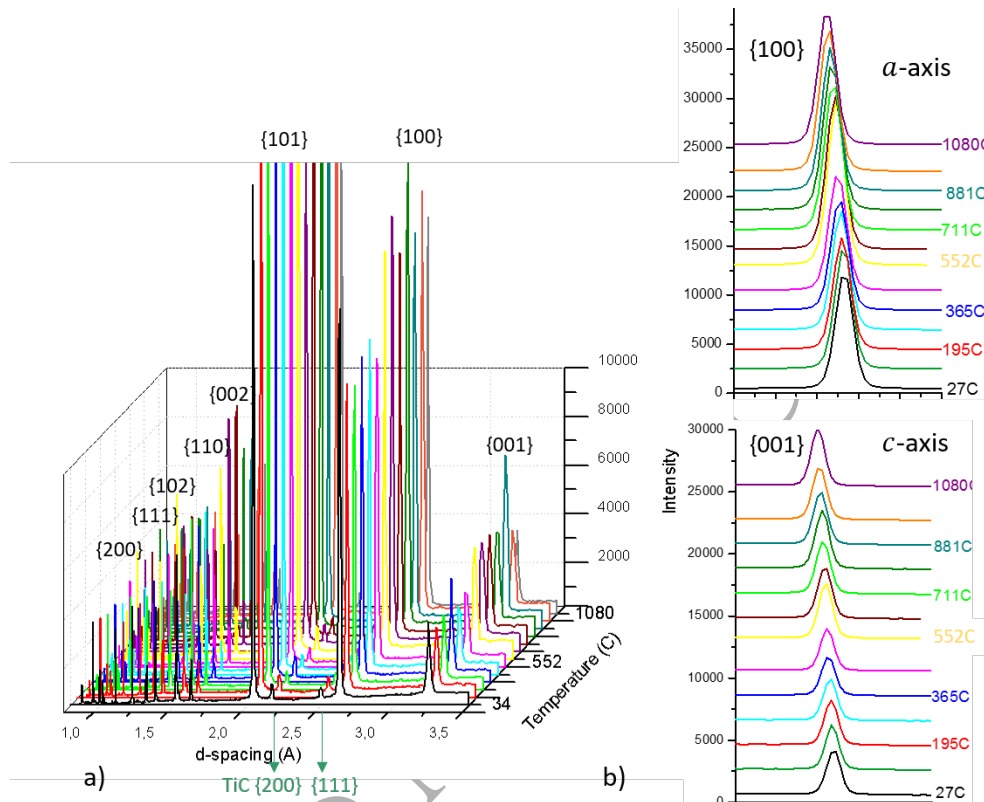 {101}
{100}
{002}
{110}
{102}
{111}
{200}
{001}
10000
8000
6000
4000
2000
1080
552
34
Temperature (C)
1,0
1,5
2,0
2,5
3,0
3,5
d-spacing (A)
a)
TiC {200} {111}
b)
{100}
a-axis
35000
30000
25000
20000
15000
10000
5000
0
1080C
881C
711C
552C
365C
195C
27C
{001}
c-axis
Intensity
30000
25000
20000
15000
10000
5000
0
1080C
881C
711C
552C
365C
195C
27C